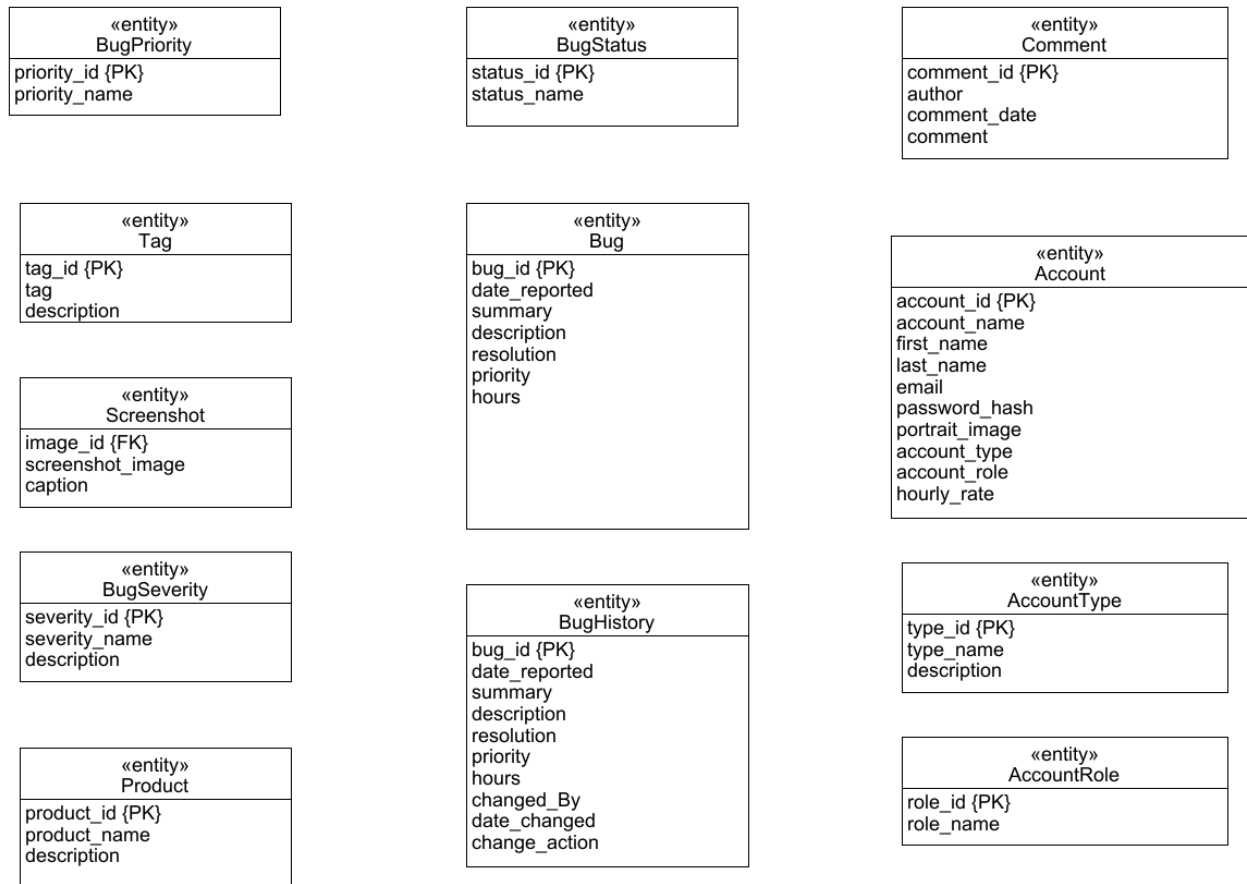 «entity»
BugPriority
priority_id {PK}
priority_name
«entity»
BugStatus
status_id {PK}
status_name
«entity»
Comment
comment_id {PK}
author
comment_date
comment
«entity»
Tag
tag_id {PK}
tag
description
«entity»
Bug
bug_id {PK}
date_reported
summary
description
resolution
priority
hours
«entity»
Account
account_id {PK}
account_name
first_name
last_name
email
password_hash
portrait_image
account_type
account_role
hourly_rate
«entity»
Screenshot
image_id {FK}
screenshot_image
caption
«entity»
BugSeverity
severity_id {PK}
severity_name
description
«entity»
BugHistory
bug_id {PK}
date_reported
summary
description
resolution
priority
hours
changed_By
date_changed
change_action
«entity»
AccountType
type_id {PK}
type_name
description
«entity»
Product
product_id {PK}
product_name
description
«entity»
AccountRole
role_id {PK}
role_name